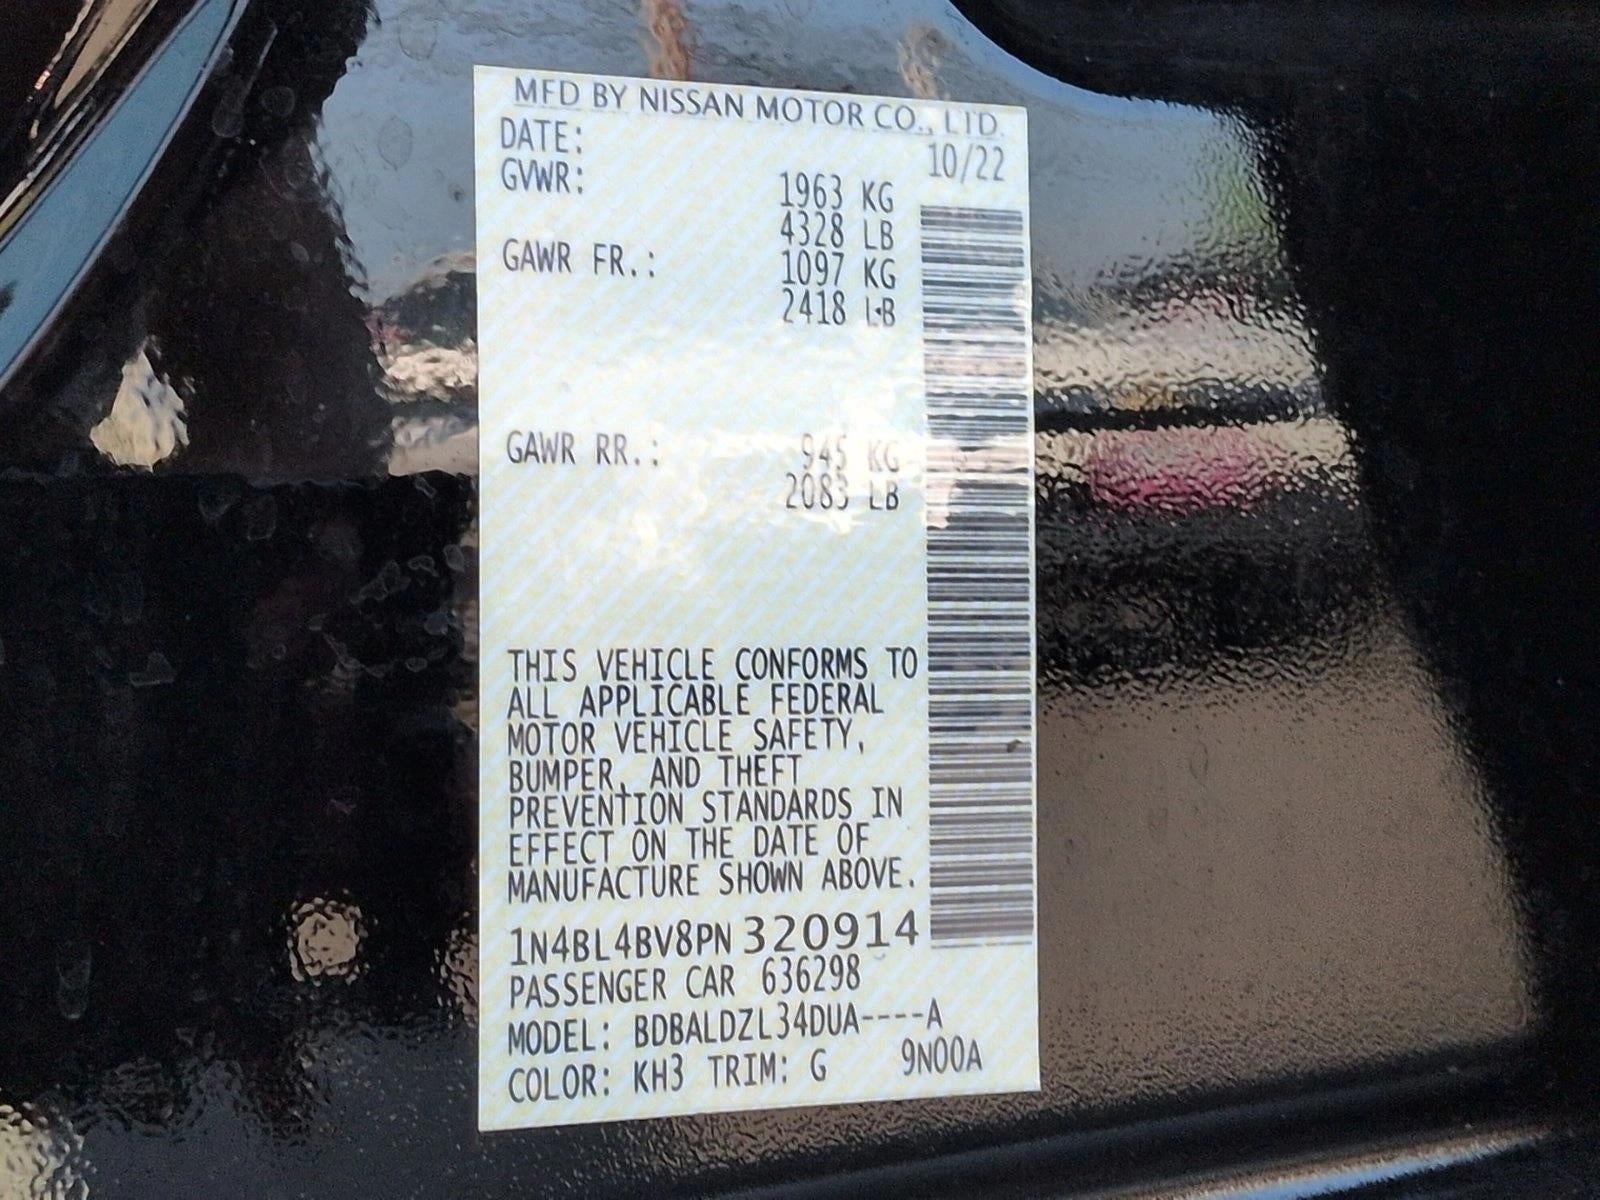 MFD BY NISSAN MOTOR CO., LTD.
DATE: 10/22
GVWR: 1963 KG
4328 LB
GAWR FR.: 1097 KG
2418 LB
GAWR RR.: 945 KG
2083 LB
THIS VEHICLE CONFORMS TO
ALL APPLICABLE FEDERAL
MOTOR VEHICLE SAFETY,
BUMPER, AND THEFT
PREVENTION STANDARDS IN
EFFECT ON THE DATE OF
MANUFACTURE SHOWN ABOVE.
1N4BL4BV8PN 320914
PASSENGER CAR 636298
MODEL: BDBALDZL34DUA----A
COLOR: KH3 TRIM: G 9N00A